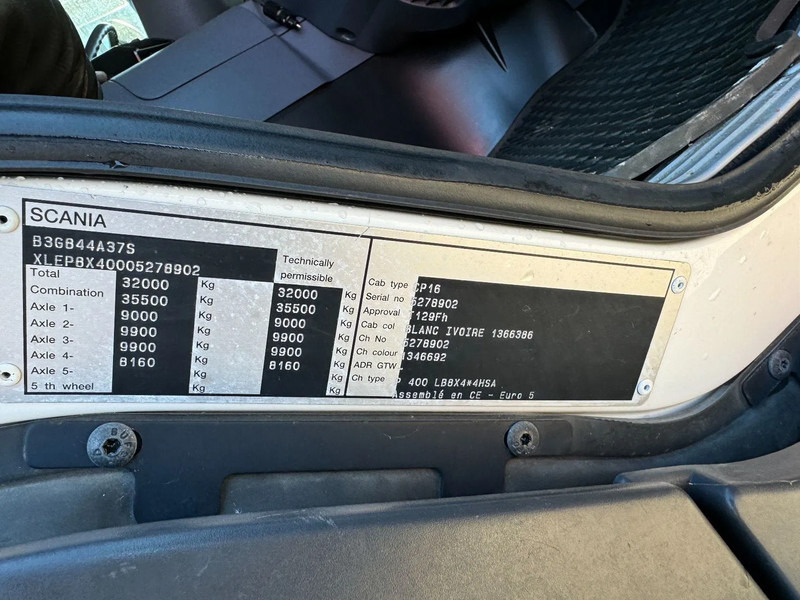 SCANIA
B3GB44A37S
XLEP8X40005278902
Technically
permissible
Total 32000 Kg 32000 Kg
Combination 35500 Kg 35500 Kg
Axle 1- 9000 Kg 9000 Kg
Axle 2- 9900 Kg 9900 Kg
Axle 3- 9900 Kg 9900 Kg
Axle 4- 8160 Kg 8160 Kg
Axle 5- Kg Kg
5 th wheel Kg Kg
Cab type CP16
Serial no 5278902
Approval *129Fh
Cab col BLANC IVOIRE 1366386
Ch No 5278902
Ch colour 1346692
ADR GTW
Ch type P 400 LB8X4*4HSA
Assemblé en CE - Euro 5